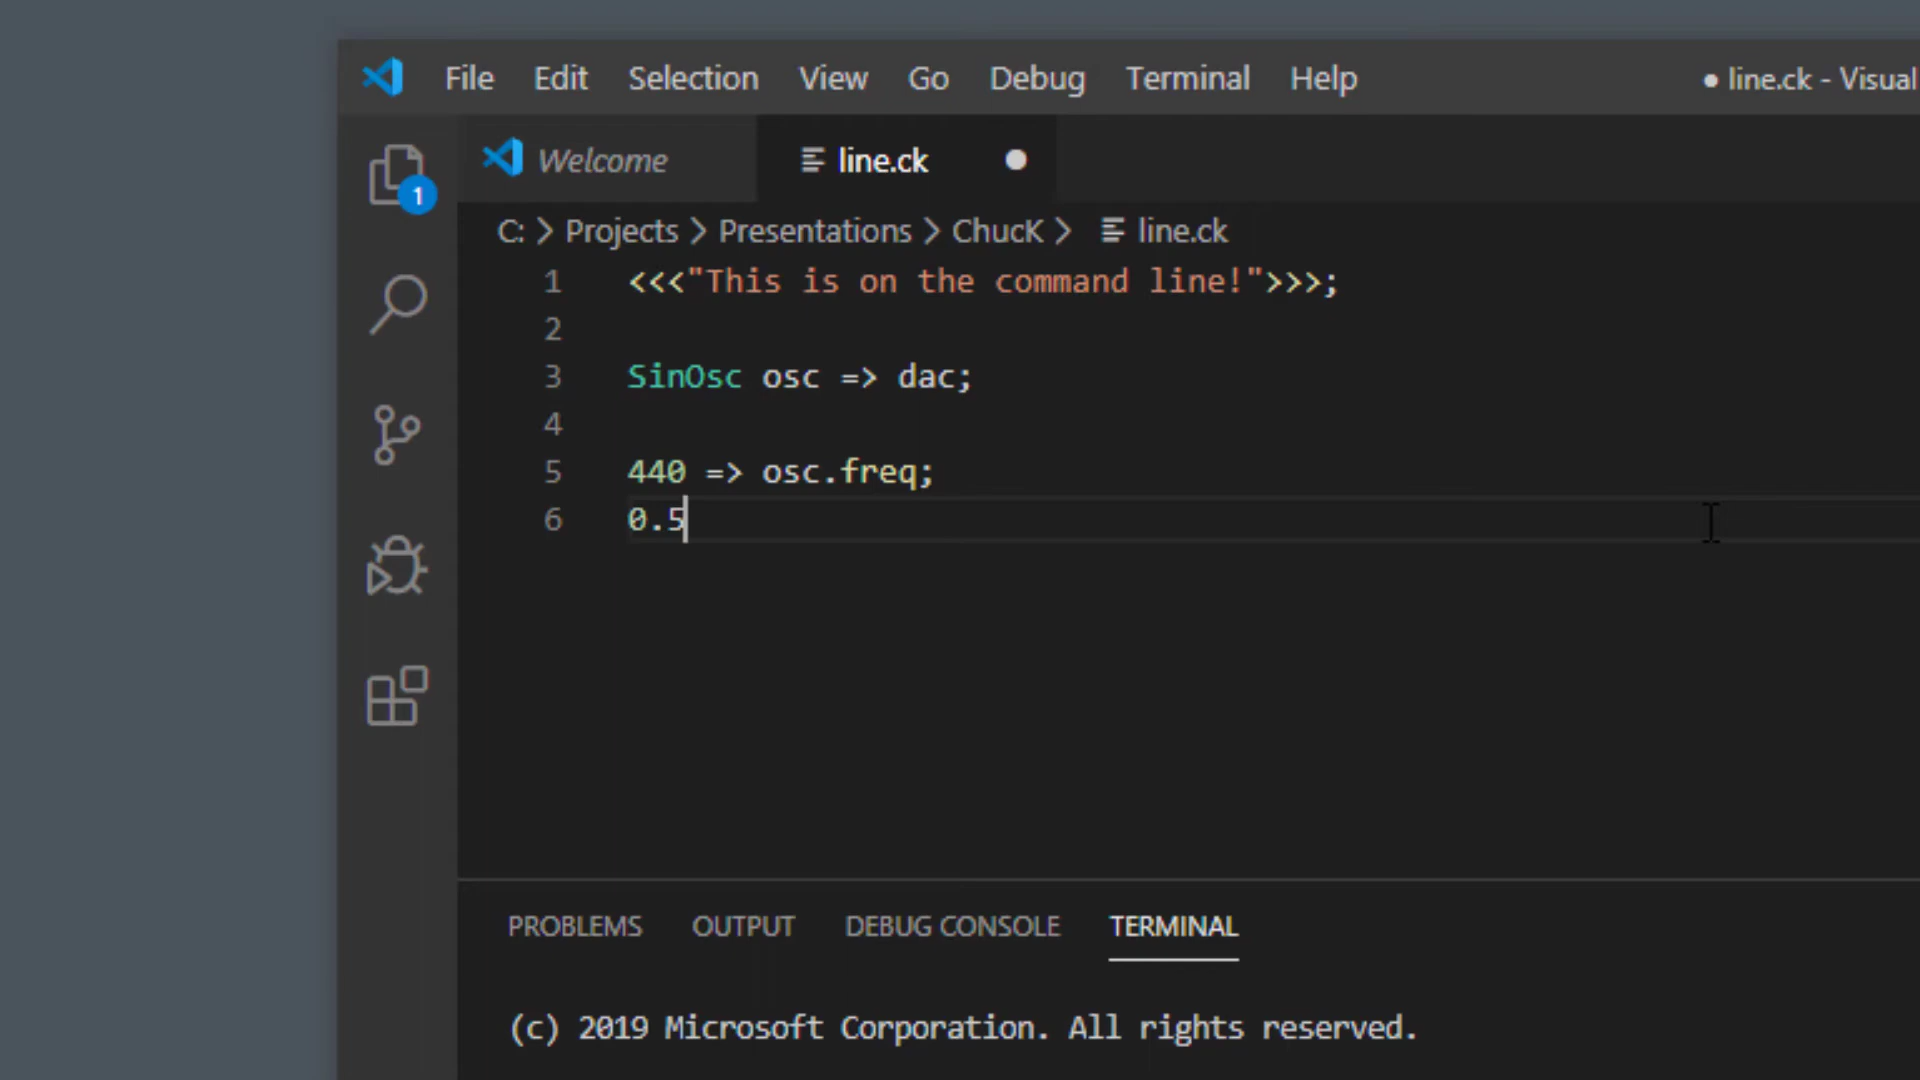 File Edit Selection View Go Debug Terminal Help ● line.ck - Visual
Welcome line.ck
1
C: > Projects > Presentations > ChucK > line.ck
1 <<<"This is on the command line!">>>;
2
3 SinOsc osc => dac;
4
5 440 => osc.freq;
6 0.5
PROBLEMS OUTPUT DEBUG CONSOLE TERMINAL
(c) 2019 Microsoft Corporation. All rights reserved.